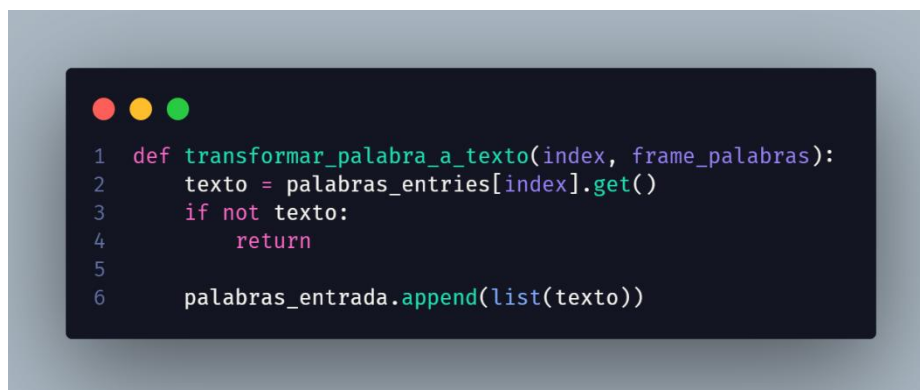 1 def transformar_palabra_a_texto(index, frame_palabras):
2     texto = palabras_entries[index].get()
3     if not texto:
4         return
5
6     palabras_entrada.append(list(texto))